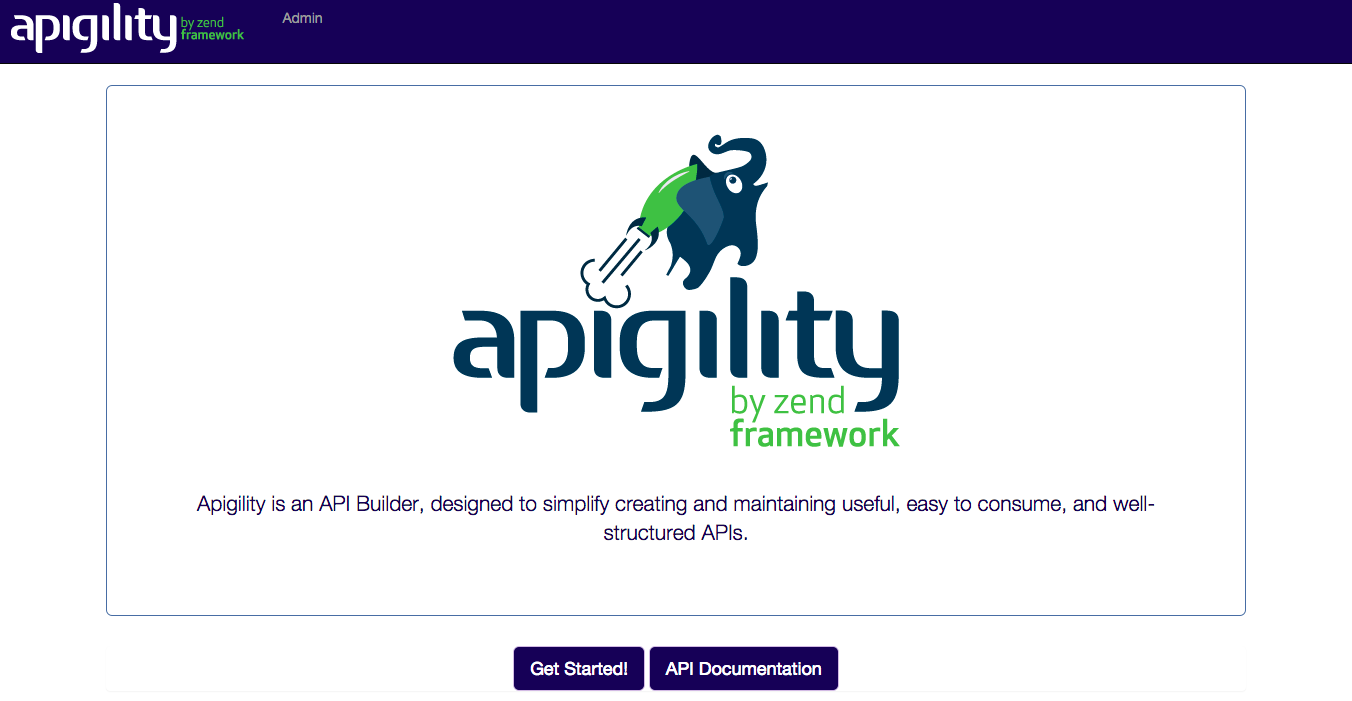 apigility by zend
framework
Admin
apigility
by zend
framework
Apigility is an API Builder, designed to simplify creating and maintaining useful, easy to consume, and well-
structured APIs.
Get Started!
API Documentation